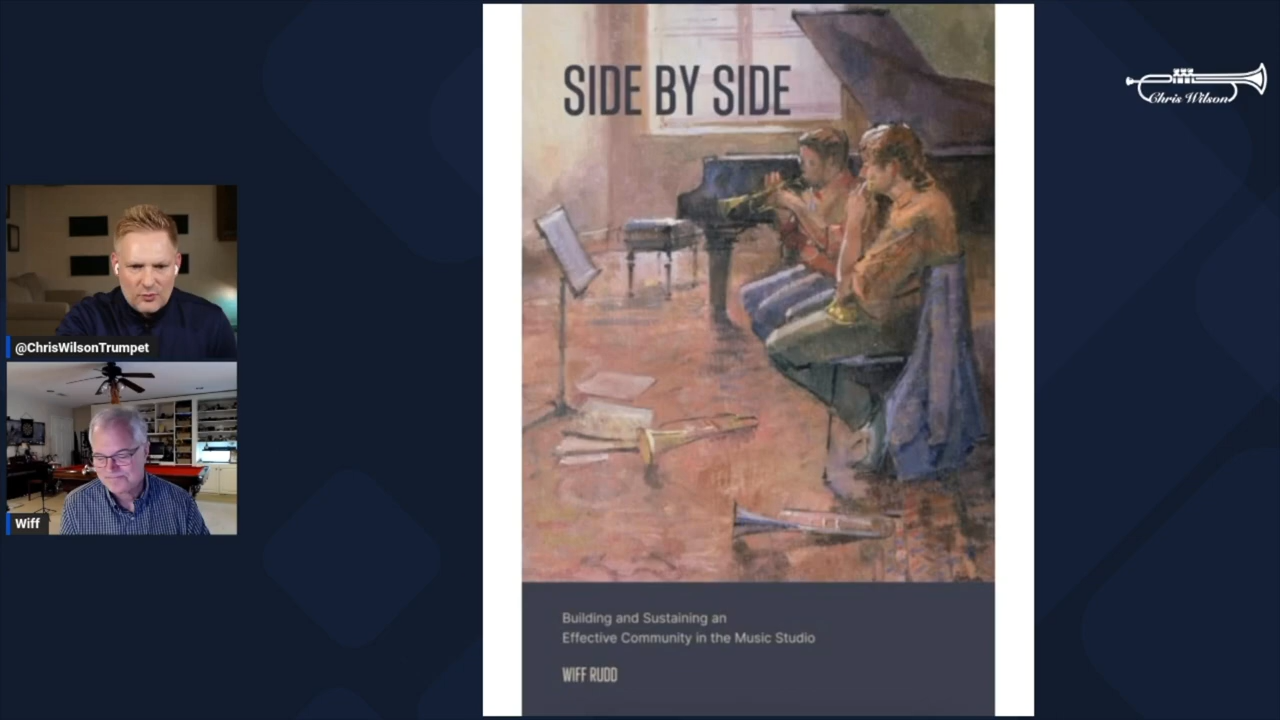 SIDE BY SIDE
Chris Wilson
@ChrisWilsonTrumpet
Wiff
Building and Sustaining an
Effective Community in the Music Studio
WIFF RUDD